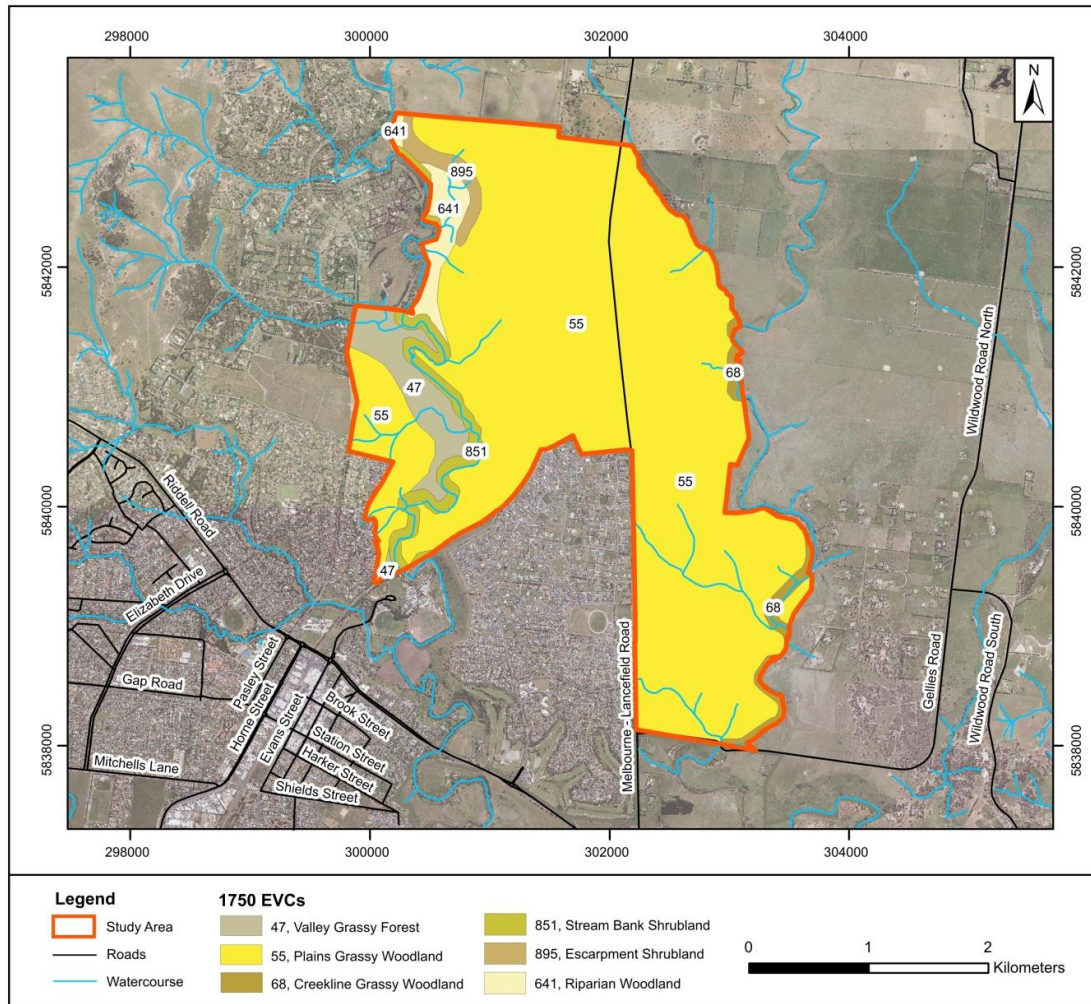 298000
300000
302000
304000
N
641
895
641
5842000
5842000
55
68
47
55
851
55
5840000
5840000
47
68
Riddell Road
Elizabeth Drive
Wildwood Road North
Gap Road
Pasley Street
Horne Street
Evans Street
Brook Street
Station Street
Harker Street
Shields Street
Mitchells Lane
Melbourne - Lancefield Road
Gellies Road
Wildwood Road South
5838000
5838000
298000
300000
302000
304000
Legend
Study Area
Roads
Watercourse
1750 EVCs
47, Valley Grassy Forest
55, Plains Grassy Woodland
68, Creekline Grassy Woodland
851, Stream Bank Shrubland
895, Escarpment Shrubland
641, Riparian Woodland
0
1
2
Kilometers